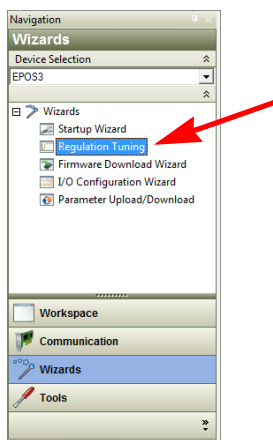 Navigation
Wizards
Device Selection
EPOS3
Wizards
Startup Wizard
Regulation Tuning
Firmware Download Wizard
I/O Configuration Wizard
Parameter Upload/Download
Workspace
Communication
Wizards
Tools